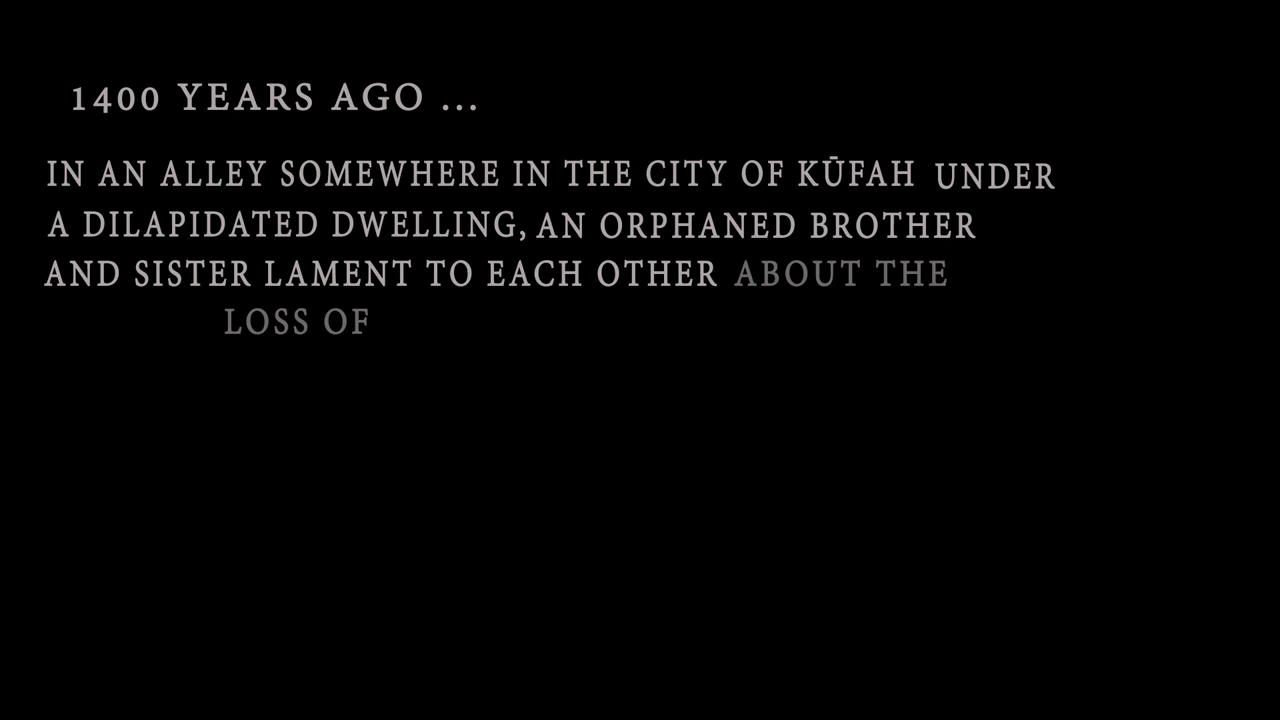 1400 YEARS AGO ...
IN AN ALLEY SOMEWHERE IN THE CITY OF KŪFAH UNDER
A DILAPIDATED DWELLING, AN ORPHANED BROTHER
AND SISTER LAMENT TO EACH OTHER ABOUT THE
LOSS OF